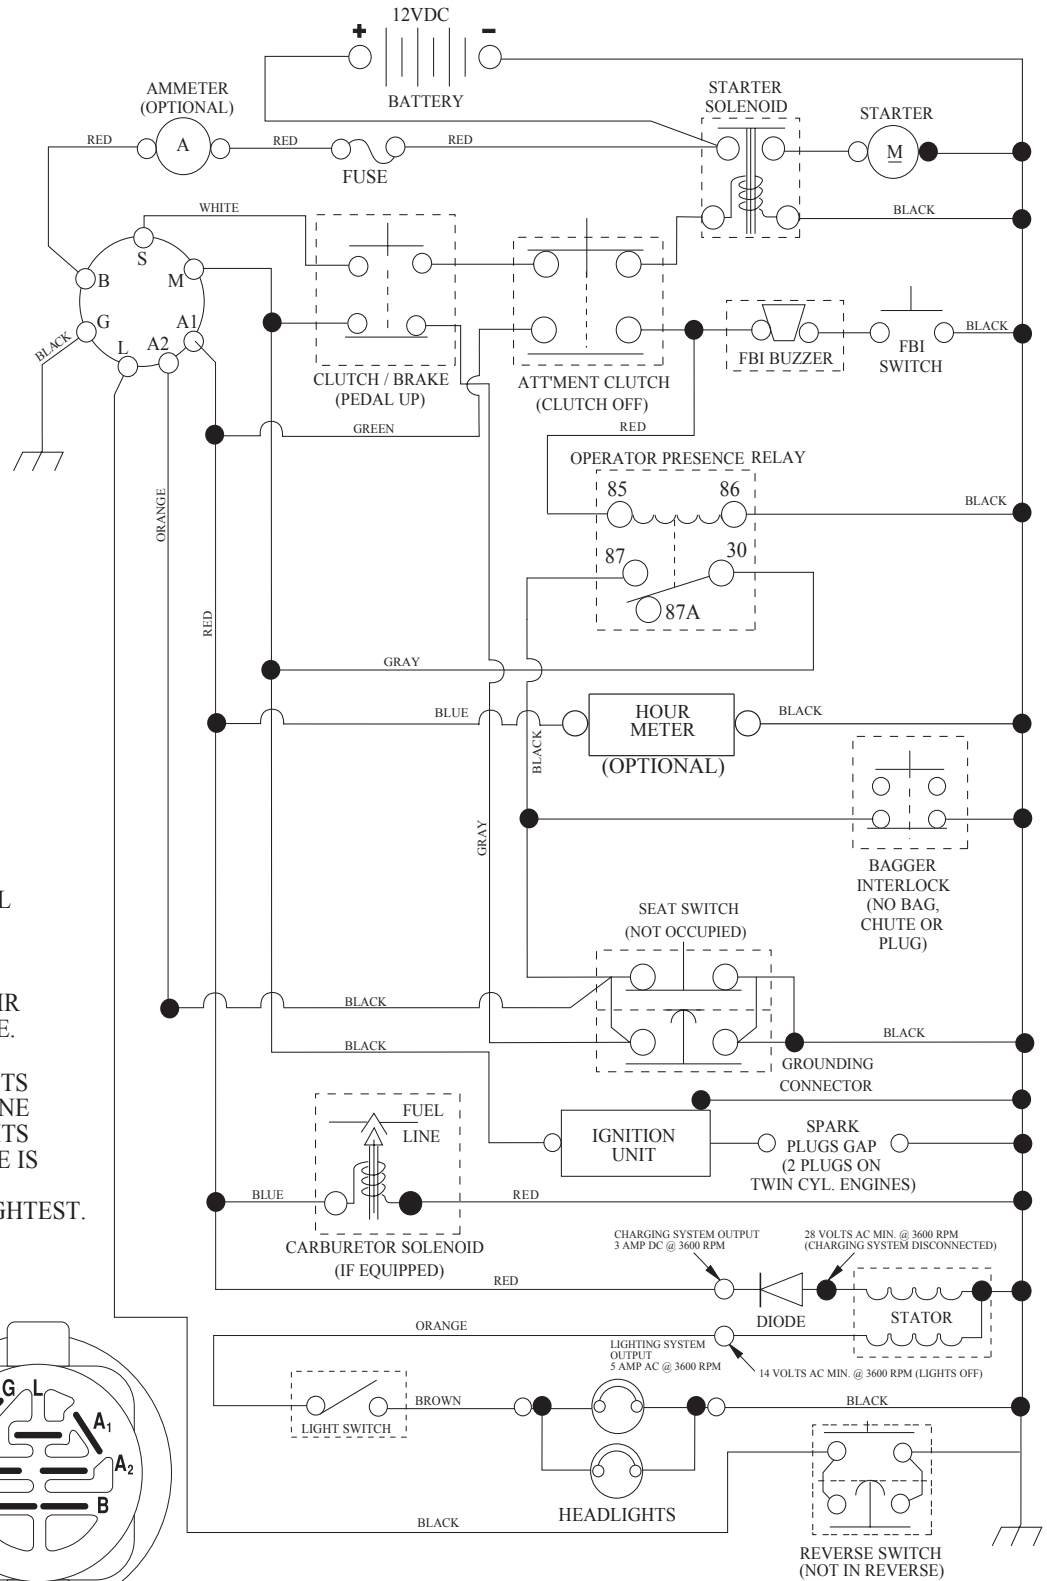 12VDC
+
-
BATTERY
AMMETER
(OPTIONAL)
STARTER
SOLENOID
STARTER
RED
A
RED
FUSE
RED
M
WHITE
BLACK
S
B
M
G
A1
L
A2
BLACK
CLUTCH / BRAKE
(PEDAL UP)
ATT'MENT CLUTCH
(CLUTCH OFF)
FBI BUZZER
FBI
SWITCH
BLACK
GREEN
RED
OPERATOR PRESENCE RELAY
85
86
BLACK
87
30
87A
ORANGE
RED
GRAY
BLUE
HOUR
METER
(OPTIONAL)
BLACK
BLACK
GRAY
BAGGER
INTERLOCK
(NO BAG,
CHUTE OR
PLUG)
SEAT SWITCH
(NOT OCCUPIED)
L
IR
E.
TS
NE
TS
E IS
GHTEST.
BLACK
BLACK
BLACK
GROUNDING
CONNECTOR
FUEL
LINE
IGNITION
UNIT
SPARK
PLUGS GAP
(2 PLUGS ON
TWIN CYL. ENGINES)
BLUE
RED
CARBURETOR SOLENOID
(IF EQUIPPED)
CHARGING SYSTEM OUTPUT
3 AMP DC @ 3600 RPM
28 VOLTS AC MIN. @ 3600 RPM
(CHARGING SYSTEM DISCONNECTED)
RED
DIODE
STATOR
ORANGE
LIGHTING SYSTEM
OUTPUT
5 AMP AC @ 3600 RPM
14 VOLTS AC MIN. @ 3600 RPM (LIGHTS OFF)
LIGHT SWITCH
BROWN
BLACK
HEADLIGHTS
BLACK
REVERSE SWITCH
(NOT IN REVERSE)
G
L
A1
A2
B